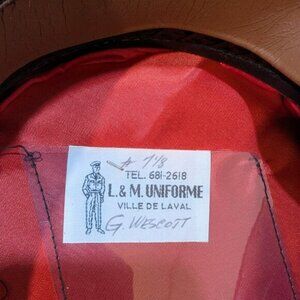 # 7 1/8
TEL. 681-2618
L. & M. UNIFORME
VILLE DE LAVAL
G. WESCOTT